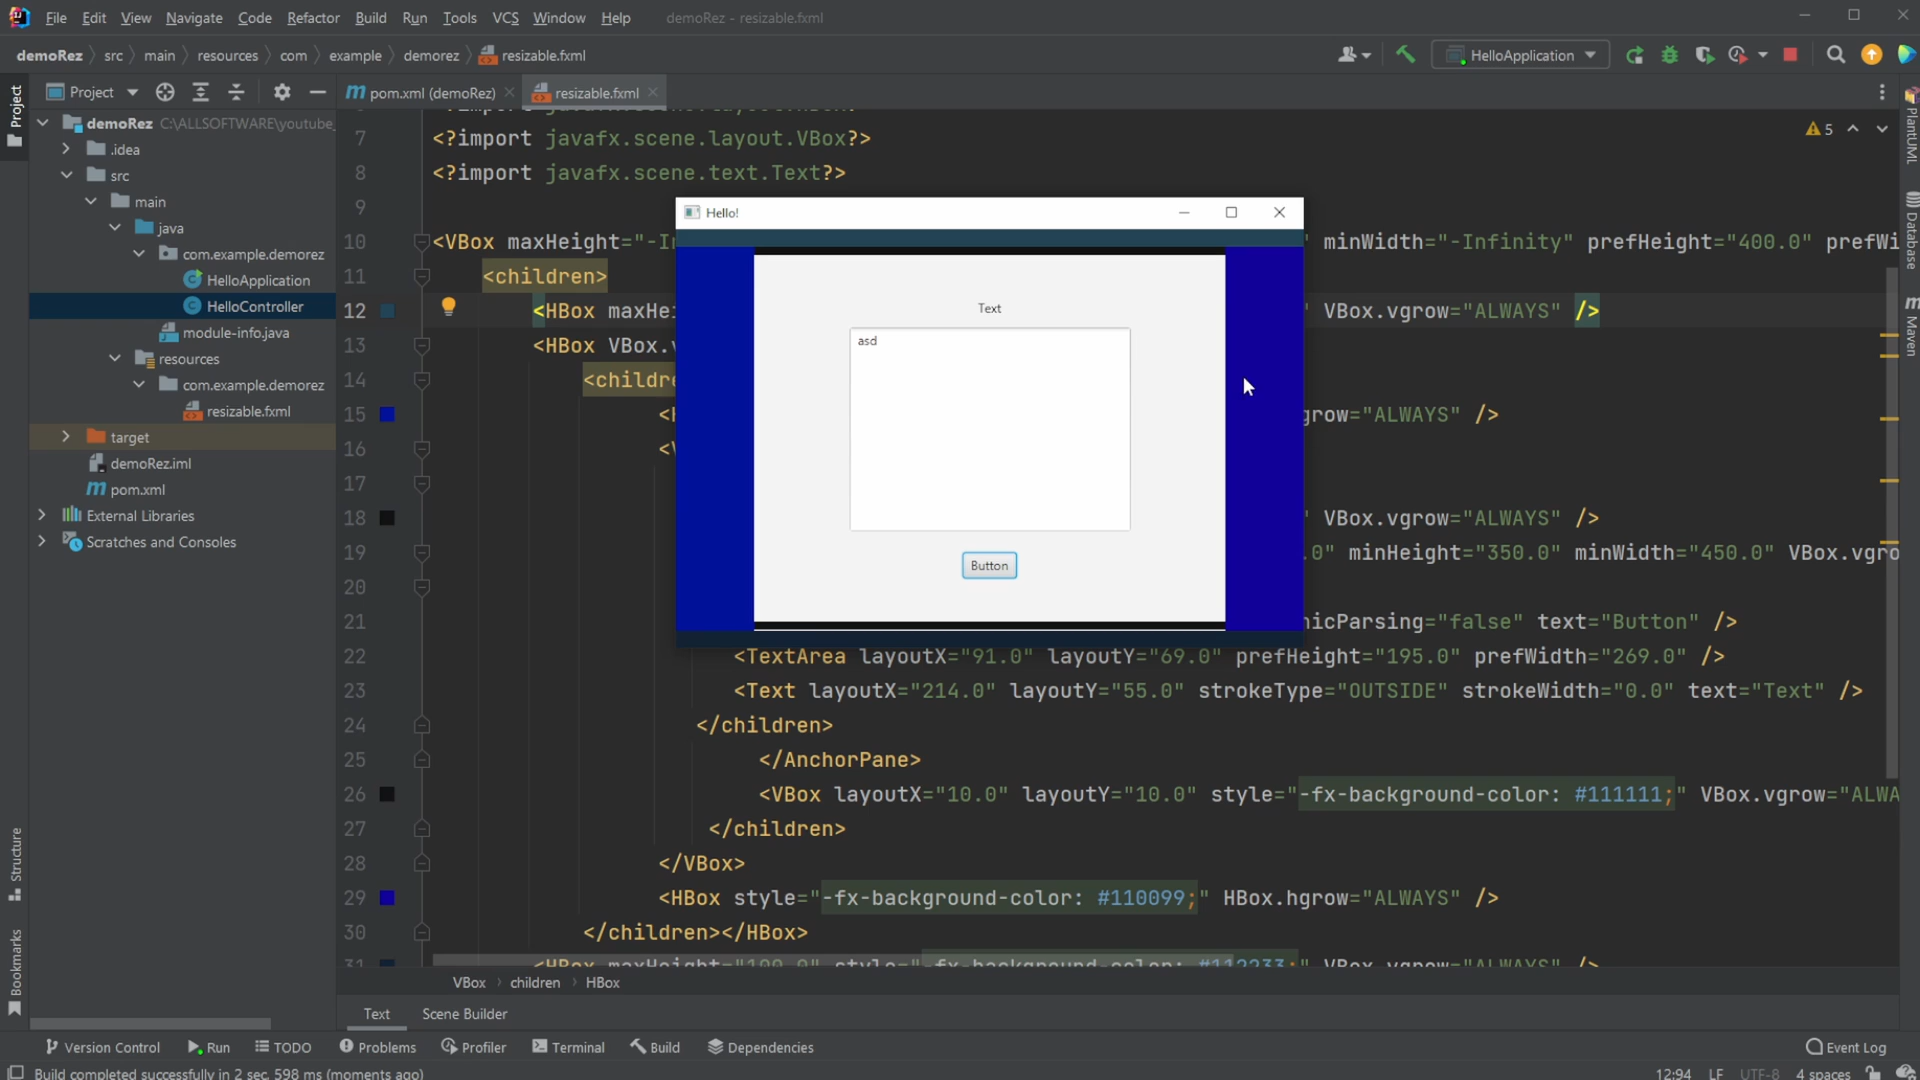 File Edit View Navigate Code Refactor Build Run Tools VCS Window Help demoRez - resizable.fxml
demoRez src main resources com example demorez resizable.fxml HelloApplication
Project
pom.xml (demoRez) resizable.fxml
Project
demoRez C:\ALLSOFTWARE\youtube_
.idea
src
main
java
com.example.demorez
HelloApplication
HelloController
module-info.java
resources
com.example.demorez
resizable.fxml
target
demoRez.iml
pom.xml
External Libraries
Scratches and Consoles
Structure
Bookmarks
5
7 <?import javafx.scene.layout.VBox?>
8 <?import javafx.scene.text.Text?>
9
10 <VBox maxHeight="-I minWidth="-Infinity" prefHeight="400.0" prefWi
11 <children>
12 <HBox maxHe ' VBox.vgrow="ALWAYS" />
13 <HBox VBox.
14 <childre
15 grow="ALWAYS" />
16
17
18 ' VBox.vgrow="ALWAYS" />
19 .0" minHeight="350.0" minWidth="450.0" VBox.vgro
20
21 nicParsing="false" text="Button" />
22 <TextArea layoutX="91.0" layoutY="69.0" prefHeight="195.0" prefWidth="269.0" />
23 <Text layoutX="214.0" layoutY="55.0" strokeType="OUTSIDE" strokeWidth="0.0" text="Text" />
24 </children>
25 </AnchorPane>
26 <VBox layoutX="10.0" layoutY="10.0" style="-fx-background-color: #111111;" VBox.vgrow="ALWA
27 </children>
28 </VBox>
29 <HBox style="-fx-background-color: #110099;" HBox.hgrow="ALWAYS" />
30 </children></HBox>
31 <HBox maxHeight="100.0" style="-fx-background-color: #112233;" VBox.vgrow="ALWAYS" />
Hello!
Text
asd
Button
PlantUML
Database
Maven
VBox children HBox
Text Scene Builder
Version Control Run TODO Problems Profiler Terminal Build Dependencies Event Log
Build completed successfully in 2 sec, 598 ms (moments ago) 12:94 LF UTF-8 4 spaces